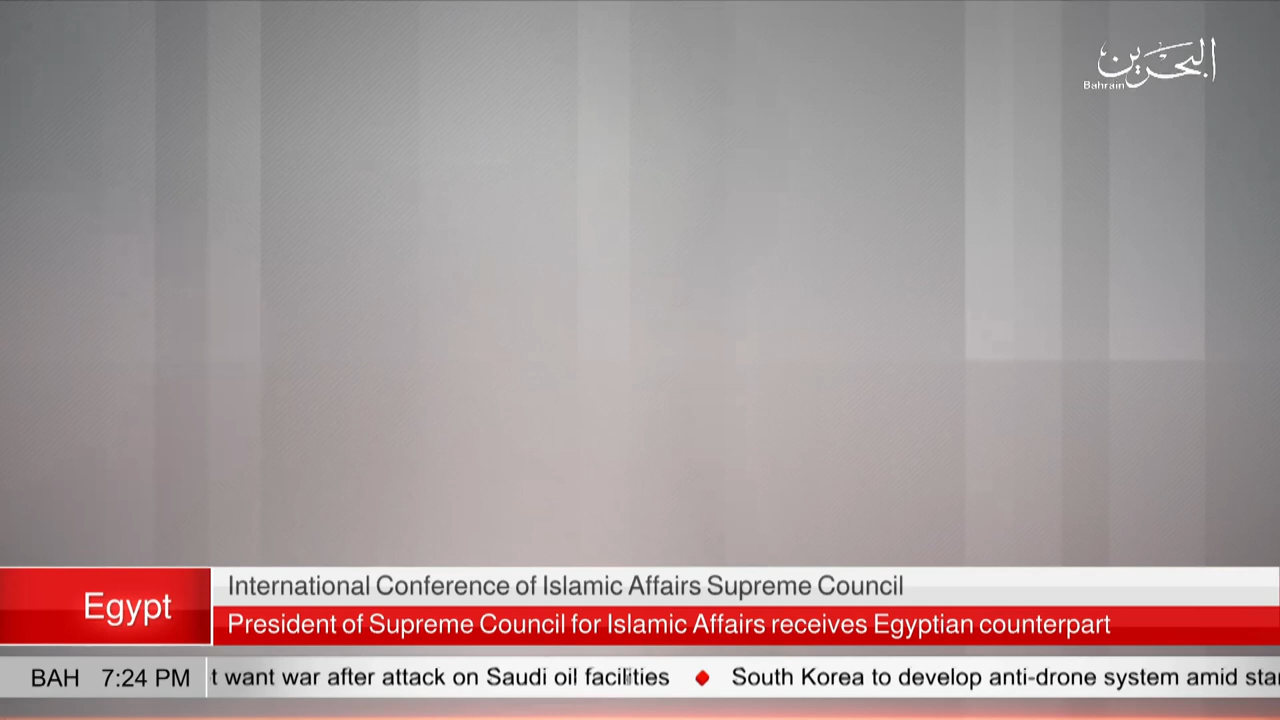 البحرين
Bahrain
International Conference of Islamic Affairs Supreme Council
Egypt
President of Supreme Council for Islamic Affairs receives Egyptian counterpart
BAH 7:24 PM t want war after attack on Saudi oil facilities South Korea to develop anti-drone system amid sta